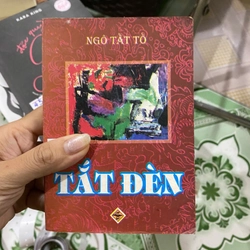 NGÔ TẤT TỐ
TẮT ĐÈN